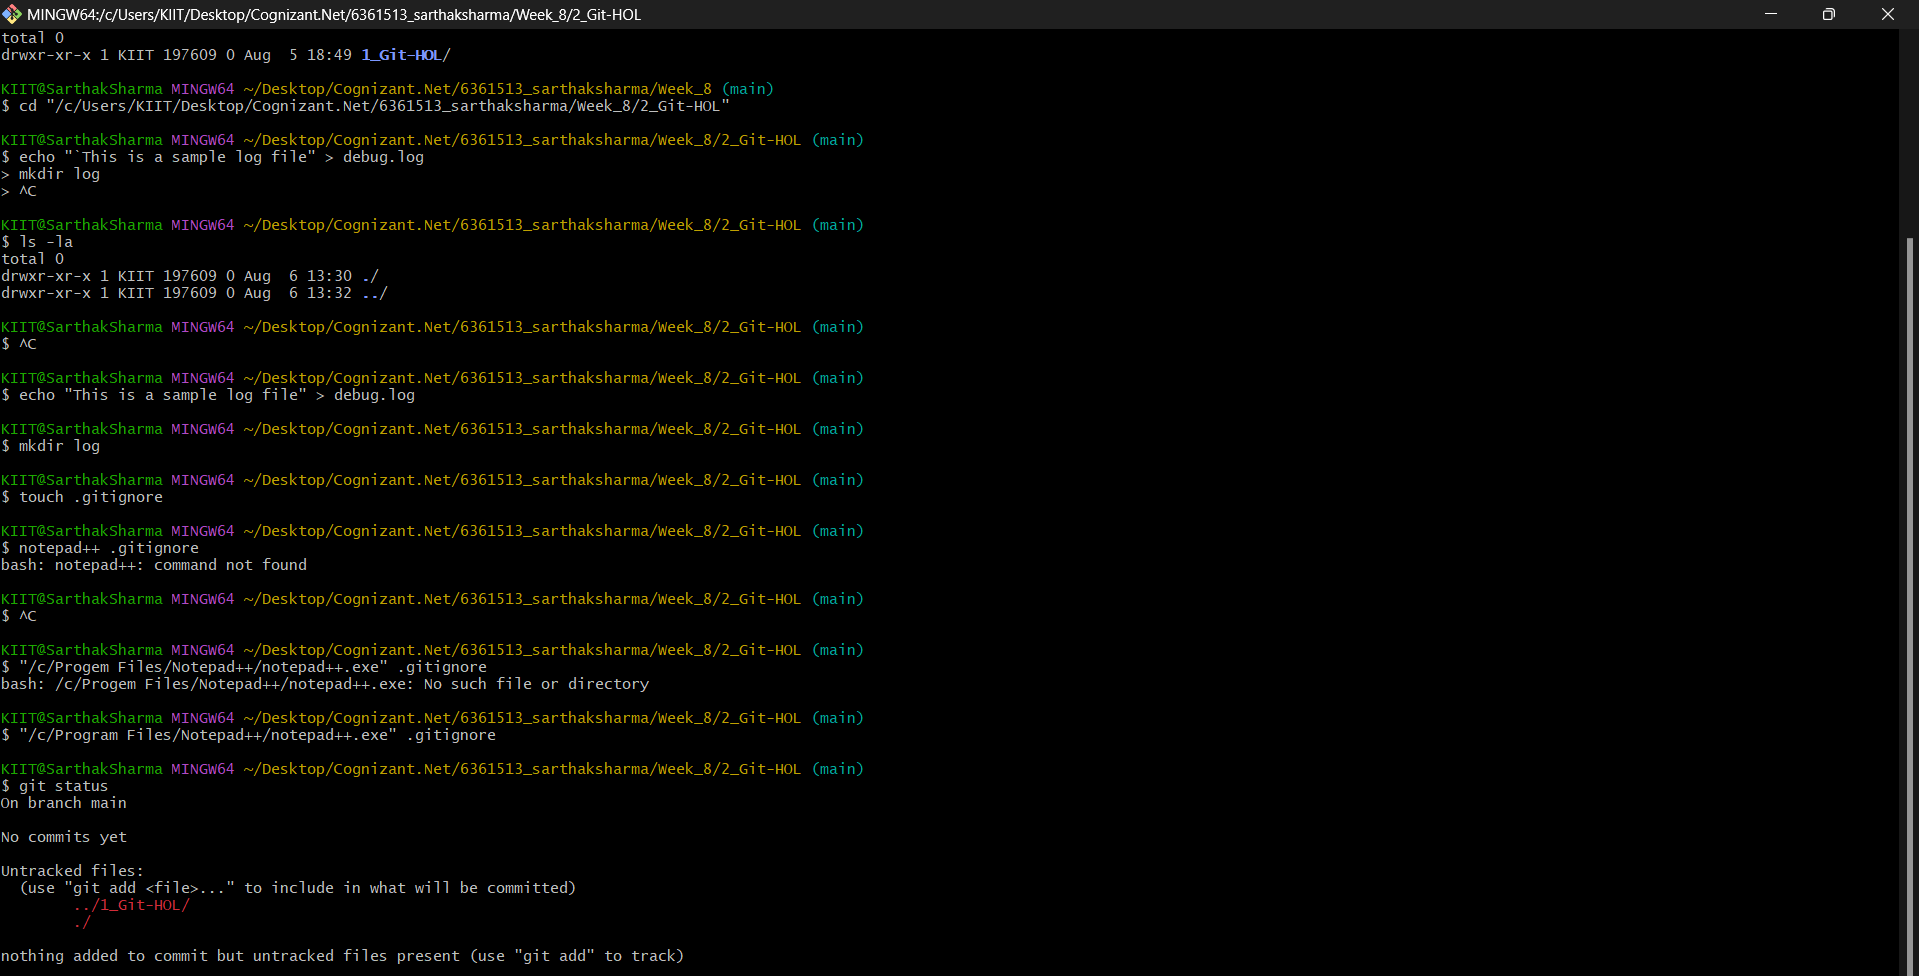 MINGW64:/c/Users/KIIT/Desktop/Cognizant.Net/6361513_sarthaksharma/Week_8/2_Git-HOL
total 0
drwxr-xr-x 1 KIIT 197609 0 Aug  5 18:49 1_Git-HOL/
KIIT@SarthakSharma MINGW64 ~/Desktop/Cognizant.Net/6361513_sarthaksharma/Week_8 (main)
$ cd "/c/Users/KIIT/Desktop/Cognizant.Net/6361513_sarthaksharma/Week_8/2_Git-HOL"
KIIT@SarthakSharma MINGW64 ~/Desktop/Cognizant.Net/6361513_sarthaksharma/Week_8/2_Git-HOL (main)
$ echo "`This is a sample log file" > debug.log
> mkdir log
> ^C
KIIT@SarthakSharma MINGW64 ~/Desktop/Cognizant.Net/6361513_sarthaksharma/Week_8/2_Git-HOL (main)
$ ls -la
total 0
drwxr-xr-x 1 KIIT 197609 0 Aug  6 13:30 ./
drwxr-xr-x 1 KIIT 197609 0 Aug  6 13:32 ../
KIIT@SarthakSharma MINGW64 ~/Desktop/Cognizant.Net/6361513_sarthaksharma/Week_8/2_Git-HOL (main)
$ ^C
KIIT@SarthakSharma MINGW64 ~/Desktop/Cognizant.Net/6361513_sarthaksharma/Week_8/2_Git-HOL (main)
$ echo "This is a sample log file" > debug.log
KIIT@SarthakSharma MINGW64 ~/Desktop/Cognizant.Net/6361513_sarthaksharma/Week_8/2_Git-HOL (main)
$ mkdir log
KIIT@SarthakSharma MINGW64 ~/Desktop/Cognizant.Net/6361513_sarthaksharma/Week_8/2_Git-HOL (main)
$ touch .gitignore
KIIT@SarthakSharma MINGW64 ~/Desktop/Cognizant.Net/6361513_sarthaksharma/Week_8/2_Git-HOL (main)
$ notepad++ .gitignore
bash: notepad++: command not found
KIIT@SarthakSharma MINGW64 ~/Desktop/Cognizant.Net/6361513_sarthaksharma/Week_8/2_Git-HOL (main)
$ ^C
KIIT@SarthakSharma MINGW64 ~/Desktop/Cognizant.Net/6361513_sarthaksharma/Week_8/2_Git-HOL (main)
$ "/c/Progem Files/Notepad++/notepad++.exe" .gitignore
bash: /c/Progem Files/Notepad++/notepad++.exe: No such file or directory
KIIT@SarthakSharma MINGW64 ~/Desktop/Cognizant.Net/6361513_sarthaksharma/Week_8/2_Git-HOL (main)
$ "/c/Program Files/Notepad++/notepad++.exe" .gitignore
KIIT@SarthakSharma MINGW64 ~/Desktop/Cognizant.Net/6361513_sarthaksharma/Week_8/2_Git-HOL (main)
$ git status
On branch main
No commits yet
Untracked files:
  (use "git add <file>..." to include in what will be committed)
        ../1_Git-HOL/
        ./
nothing added to commit but untracked files present (use "git add" to track)